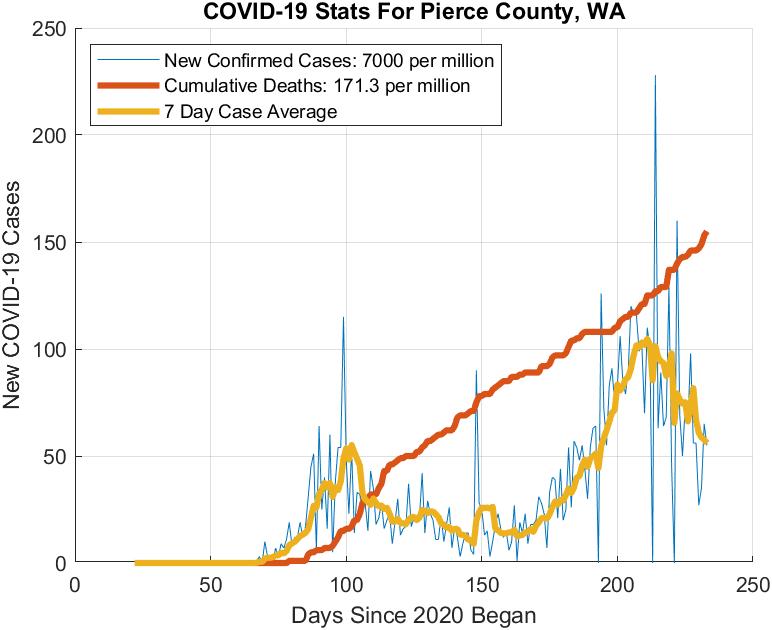 COVID-19 Stats For Pierce County, WA
New Confirmed Cases: 7000 per million
Cumulative Deaths: 171.3 per million
7 Day Case Average
New COVID-19 Cases
250
200
150
100
50
0
0 50 100 150 200 250
Days Since 2020 Began